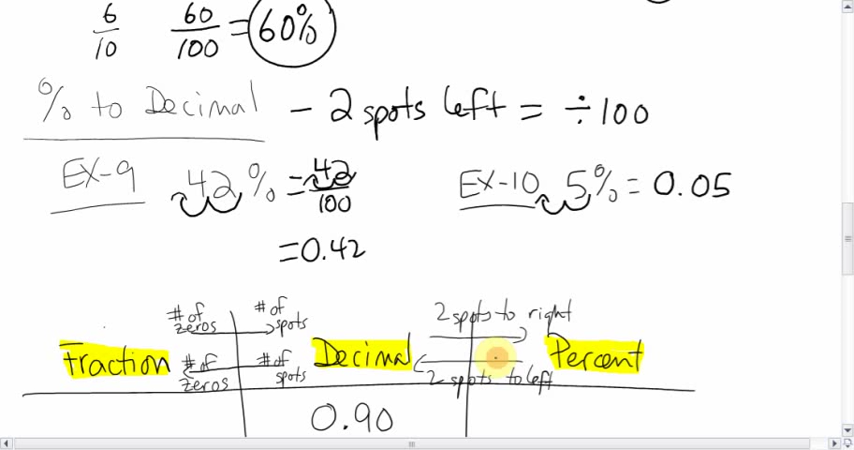 6/10 60/100 = 60%
% to Decimal - 2 spots left = ÷100
EX-9 42% = 42/100
= 0.42
EX-10 5% = 0.05
# of zeros # of spots 2 spots to right
Fraction Decimal Percent
# of zeros # of spots 2 spots to left
0.90